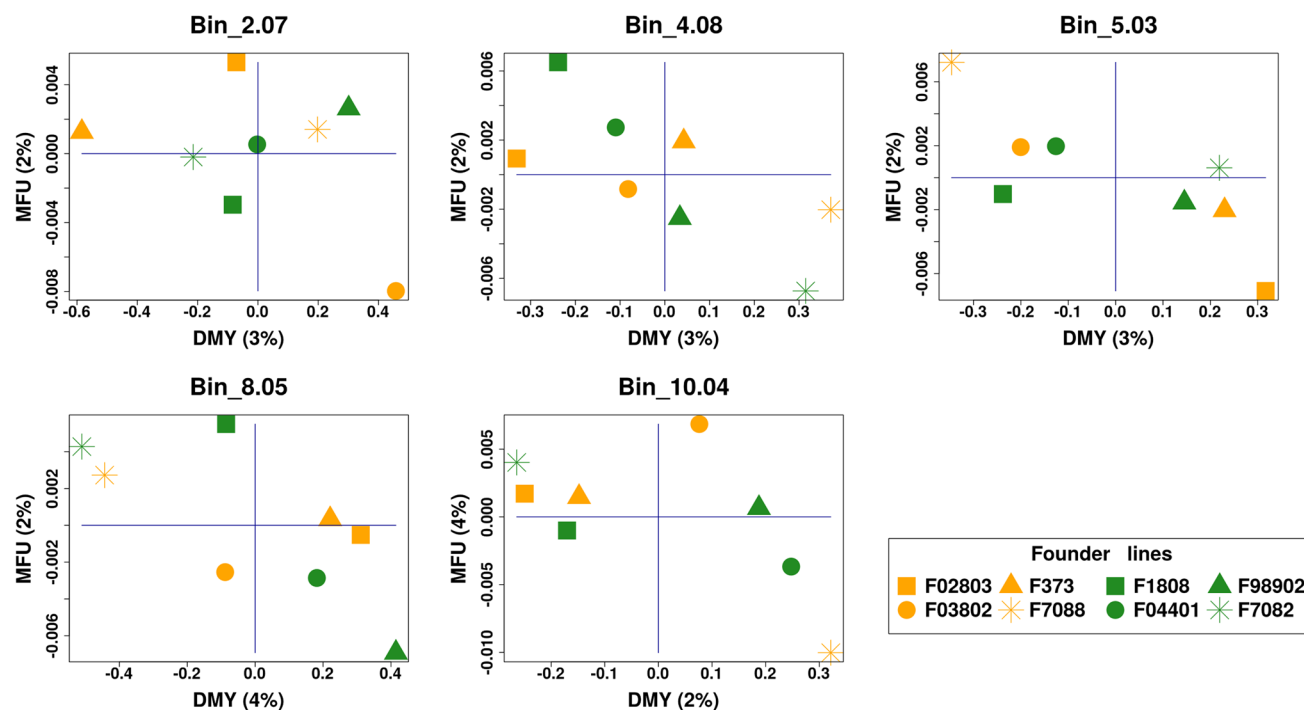 Bin_2.07
Bin_4.08
Bin_5.03
MFU (2%)
0.004
0.000
-0.004
-0.008
-0.6 -0.4 -0.2 0.0 0.2 0.4
DMY (3%)
MFU (2%)
0.006
0.002
-0.002
-0.006
-0.3 -0.2 -0.1 0.0 0.1 0.2 0.3
DMY (3%)
MFU (2%)
0.006
0.002
-0.002
-0.006
-0.3 -0.2 -0.1 0.0 0.1 0.2 0.3
DMY (3%)
Bin_8.05
Bin_10.04
MFU (2%)
0.002
-0.002
-0.006
-0.4 -0.2 0.0 0.2 0.4
DMY (4%)
MFU (4%)
0.005
0.000
-0.005
-0.010
-0.2 -0.1 0.0 0.1 0.2 0.3
DMY (2%)
Founder lines
F02803 F373 F1808 F98902
F03802 F7088 F04401 F7082